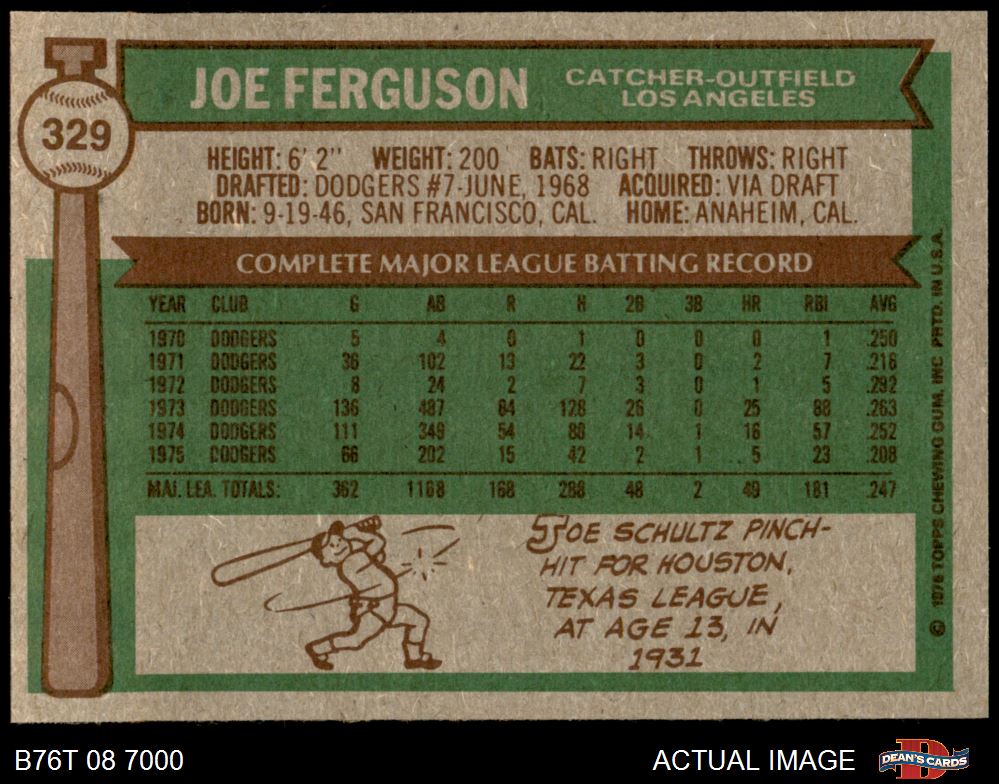 329
JOE FERGUSON
CATCHER-OUTFIELD
LOS ANGELES
HEIGHT: 6' 2" WEIGHT: 200 BATS: RIGHT THROWS: RIGHT
DRAFTED: DODGERS #7-JUNE, 1968 ACQUIRED: VIA DRAFT
BORN: 9-19-46, SAN FRANCISCO, CAL. HOME: ANAHEIM, CAL.
COMPLETE MAJOR LEAGUE BATTING RECORD
YEAR CLUB G AB R H 2B 3B HR RBI AVG
1970 DODGERS 5 4 0 1 0 0 0 1 .250
1971 DODGERS 36 102 13 22 3 0 2 7 .216
1972 DODGERS 8 24 2 7 3 0 1 5 .292
1973 DODGERS 136 487 84 128 26 0 25 88 .263
1974 DODGERS 111 349 54 88 14 1 16 57 .252
1975 DODGERS 66 202 15 42 2 1 5 23 .208
MAJ. LEA. TOTALS: 362 1168 168 288 48 2 49 181 .247
JOE SCHULTZ PINCH-
HIT FOR HOUSTON,
TEXAS LEAGUE,
AT AGE 13, IN
1931
© 1976 TOPPS CHEWING GUM, INC PRTD. IN U.S.A.
B76T 08 7000
ACTUAL IMAGE
D
DEAN'S CARDS